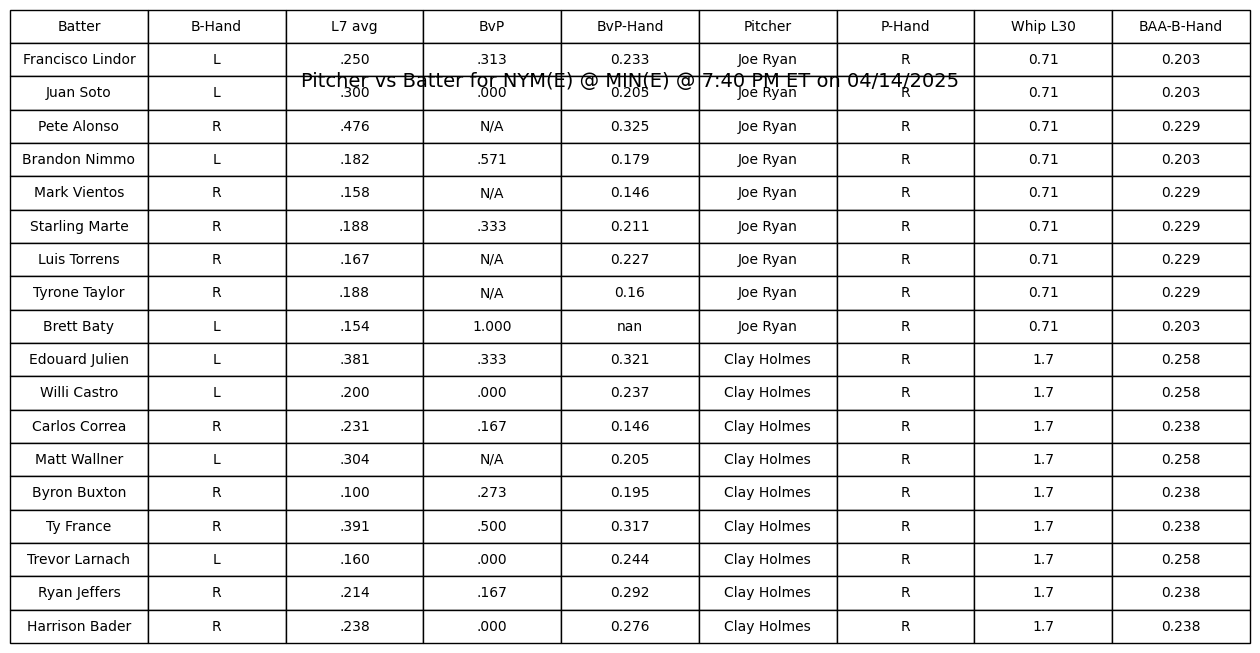 Batter B-Hand L7 avg BvP BvP-Hand Pitcher P-Hand Whip L30 BAA-B-Hand
Francisco Lindor L .250 .313 0.233 Joe Ryan R 0.71 0.203
Pitcher vs Batter for NYM(E) @ MIN(E) @ 7:40 PM ET on 04/14/2025
Juan Soto L .300 .000 0.205 Joe Ryan R 0.71 0.203
Pete Alonso R .476 N/A 0.325 Joe Ryan R 0.71 0.229
Brandon Nimmo L .182 .571 0.179 Joe Ryan R 0.71 0.203
Mark Vientos R .158 N/A 0.146 Joe Ryan R 0.71 0.229
Starling Marte R .188 .333 0.211 Joe Ryan R 0.71 0.229
Luis Torrens R .167 N/A 0.227 Joe Ryan R 0.71 0.229
Tyrone Taylor R .188 N/A 0.16 Joe Ryan R 0.71 0.229
Brett Baty L .154 1.000 nan Joe Ryan R 0.71 0.203
Edouard Julien L .381 .333 0.321 Clay Holmes R 1.7 0.258
Willi Castro L .200 .000 0.237 Clay Holmes R 1.7 0.258
Carlos Correa R .231 .167 0.146 Clay Holmes R 1.7 0.238
Matt Wallner L .304 N/A 0.205 Clay Holmes R 1.7 0.258
Byron Buxton R .100 .273 0.195 Clay Holmes R 1.7 0.238
Ty France R .391 .500 0.317 Clay Holmes R 1.7 0.238
Trevor Larnach L .160 .000 0.244 Clay Holmes R 1.7 0.258
Ryan Jeffers R .214 .167 0.292 Clay Holmes R 1.7 0.238
Harrison Bader R .238 .000 0.276 Clay Holmes R 1.7 0.238